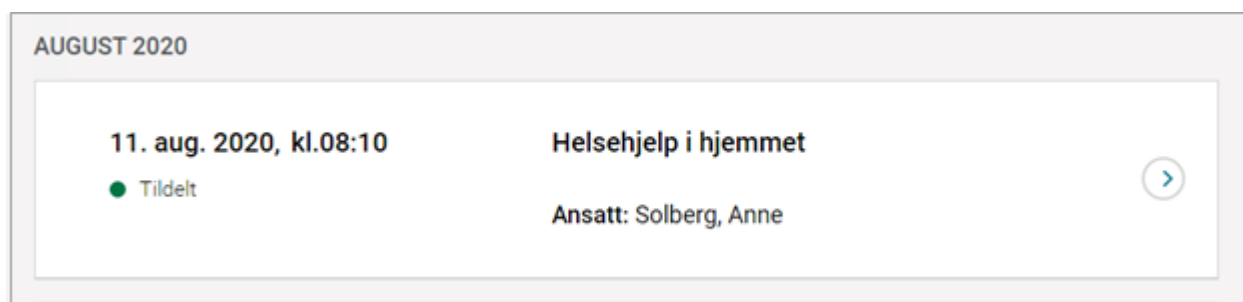 AUGUST 2020
11. aug. 2020, kl.08:10
Helsehjelp i hjemmet
Tildelt
Ansatt: Solberg, Anne